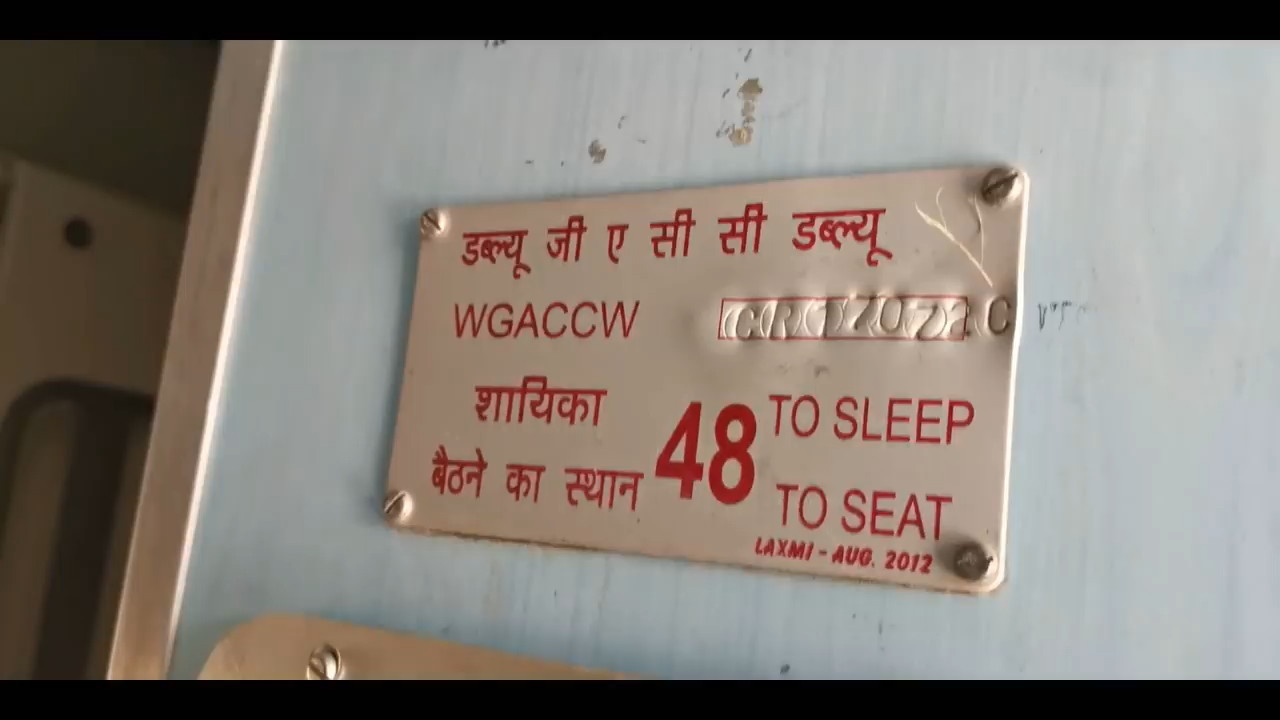 डब्ल्यू जी ए सी सी डब्ल्यू
WGACCW
शायिका 48 TO SLEEP
बैठने का स्थान TO SEAT
LAXMI - AUG. 2012